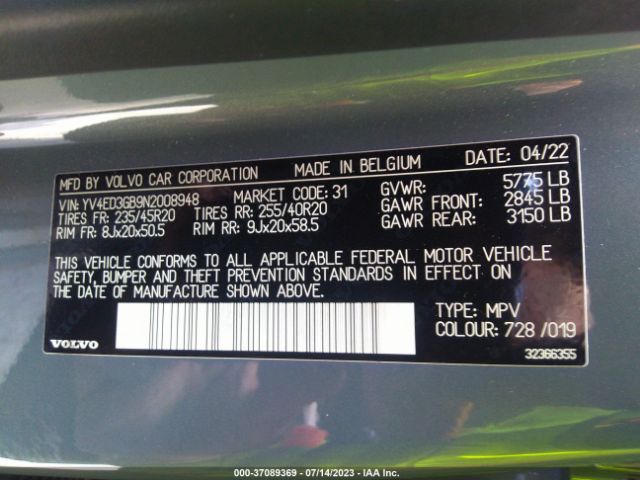 MFD BY VOLVO CAR CORPORATION MADE IN BELGIUM DATE: 04/22
VIN: YV4ED3GB9N2008948 MARKET CODE: 31 GVWR: 5775 LB
TIRES FR: 235/45R20 TIRES RR: 255/40R20 GAWR FRONT: 2845 LB
RIM FR: 8Jx20x50.5 RIM RR: 9Jx20x58.5 GAWR REAR: 3150 LB
THIS VEHICLE CONFORMS TO ALL APPLICABLE FEDERAL MOTOR VEHICLE
SAFETY, BUMPER AND THEFT PREVENTION STANDARDS IN EFFECT ON
THE DATE OF MANUFACTURE SHOWN ABOVE.
TYPE: MPV
COLOUR: 728 /019
VOLVO
32366355
000-37089369 - 07/14/2023 - IAA Inc.